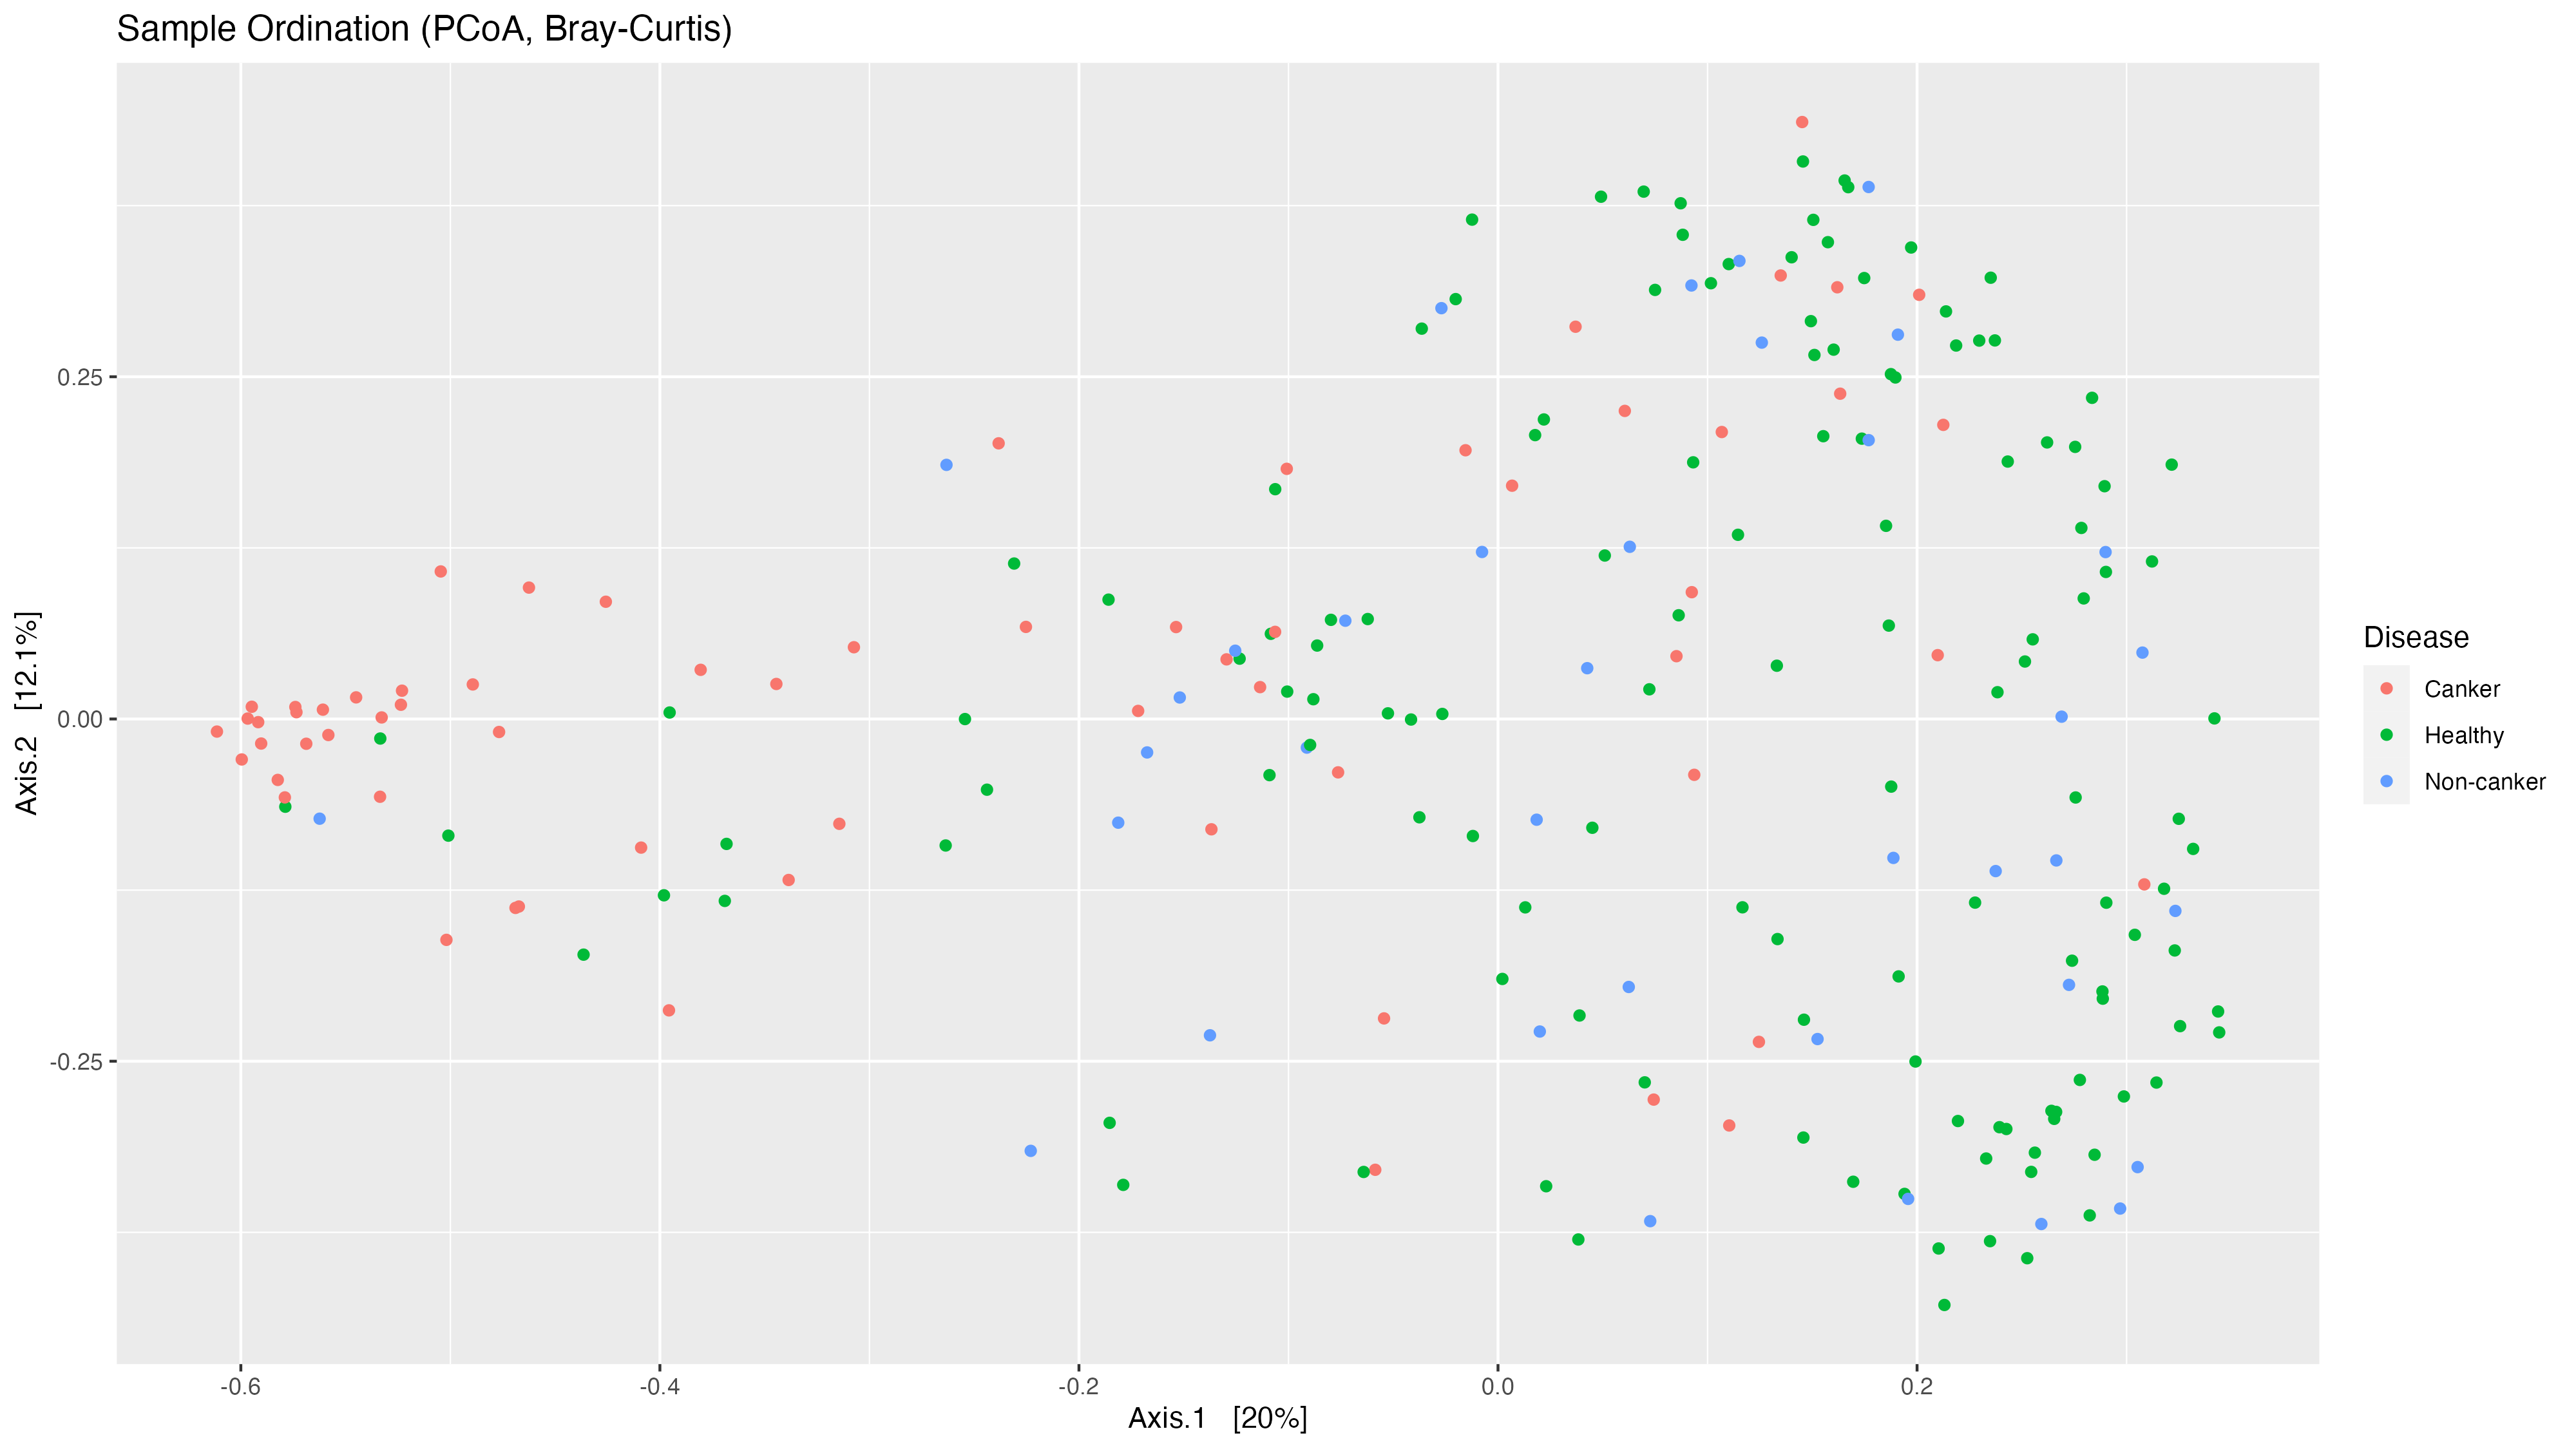 Sample Ordination (PCoA, Bray-Curtis)
0.25
0.00
-0.25
Axis.2 [12.1%]
-0.6
-0.4
-0.2
0.0
0.2
Axis.1 [20%]
Disease
Canker
Healthy
Non-canker